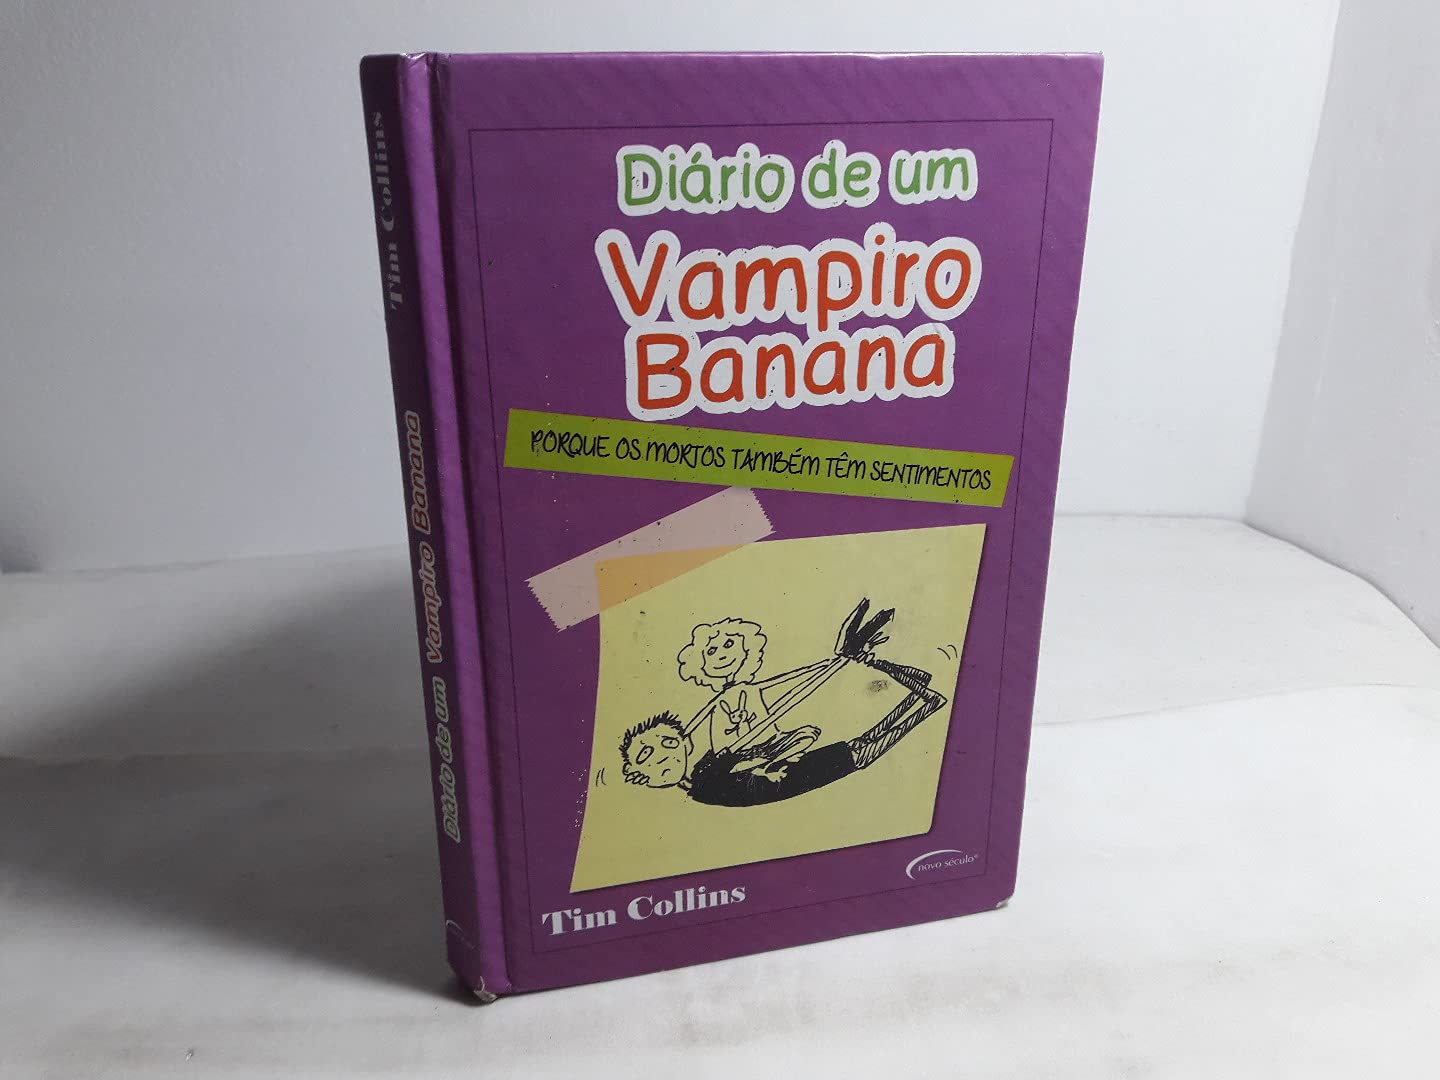 Diário de um
Vampiro
Banana
PORQUE OS MORTOS TAMBÉM TÊM SENTIMENTOS
novo século®
Tim Collins
Tim Collins
Diário de um Vampiro Banana